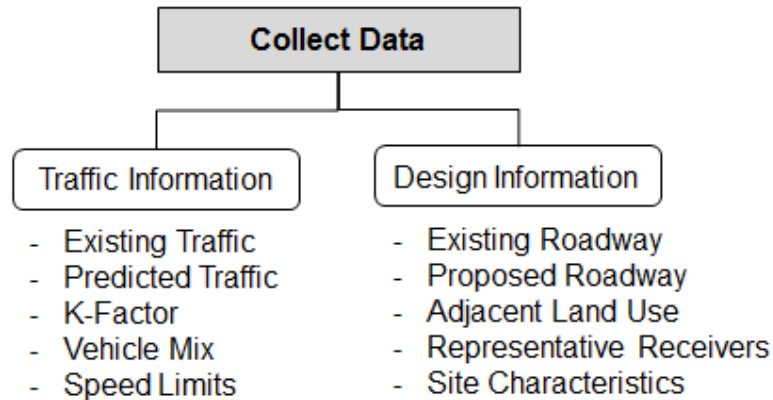 Collect Data
Traffic Information
- Existing Traffic
- Predicted Traffic
- K-Factor
- Vehicle Mix
- Speed Limits
Design Information
- Existing Roadway
- Proposed Roadway
- Adjacent Land Use
- Representative Receivers
- Site Characteristics